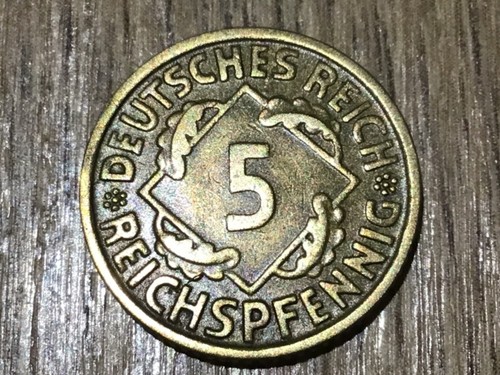 DEUTSCHES REICH
5
REICHSPFENNIG